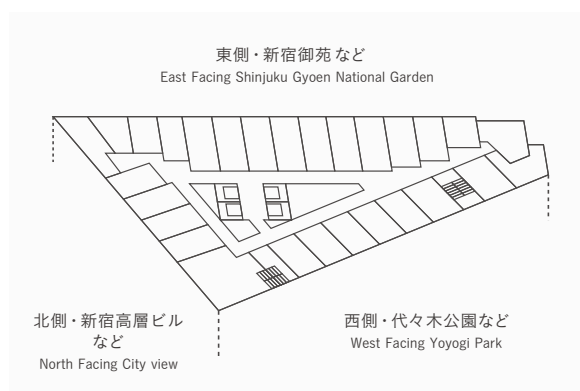 東側・新宿御苑など
East Facing Shinjuku Gyoen National Garden
北側・新宿高層ビル
など
North Facing City view
西側・代々木公園など
West Facing Yoyogi Park